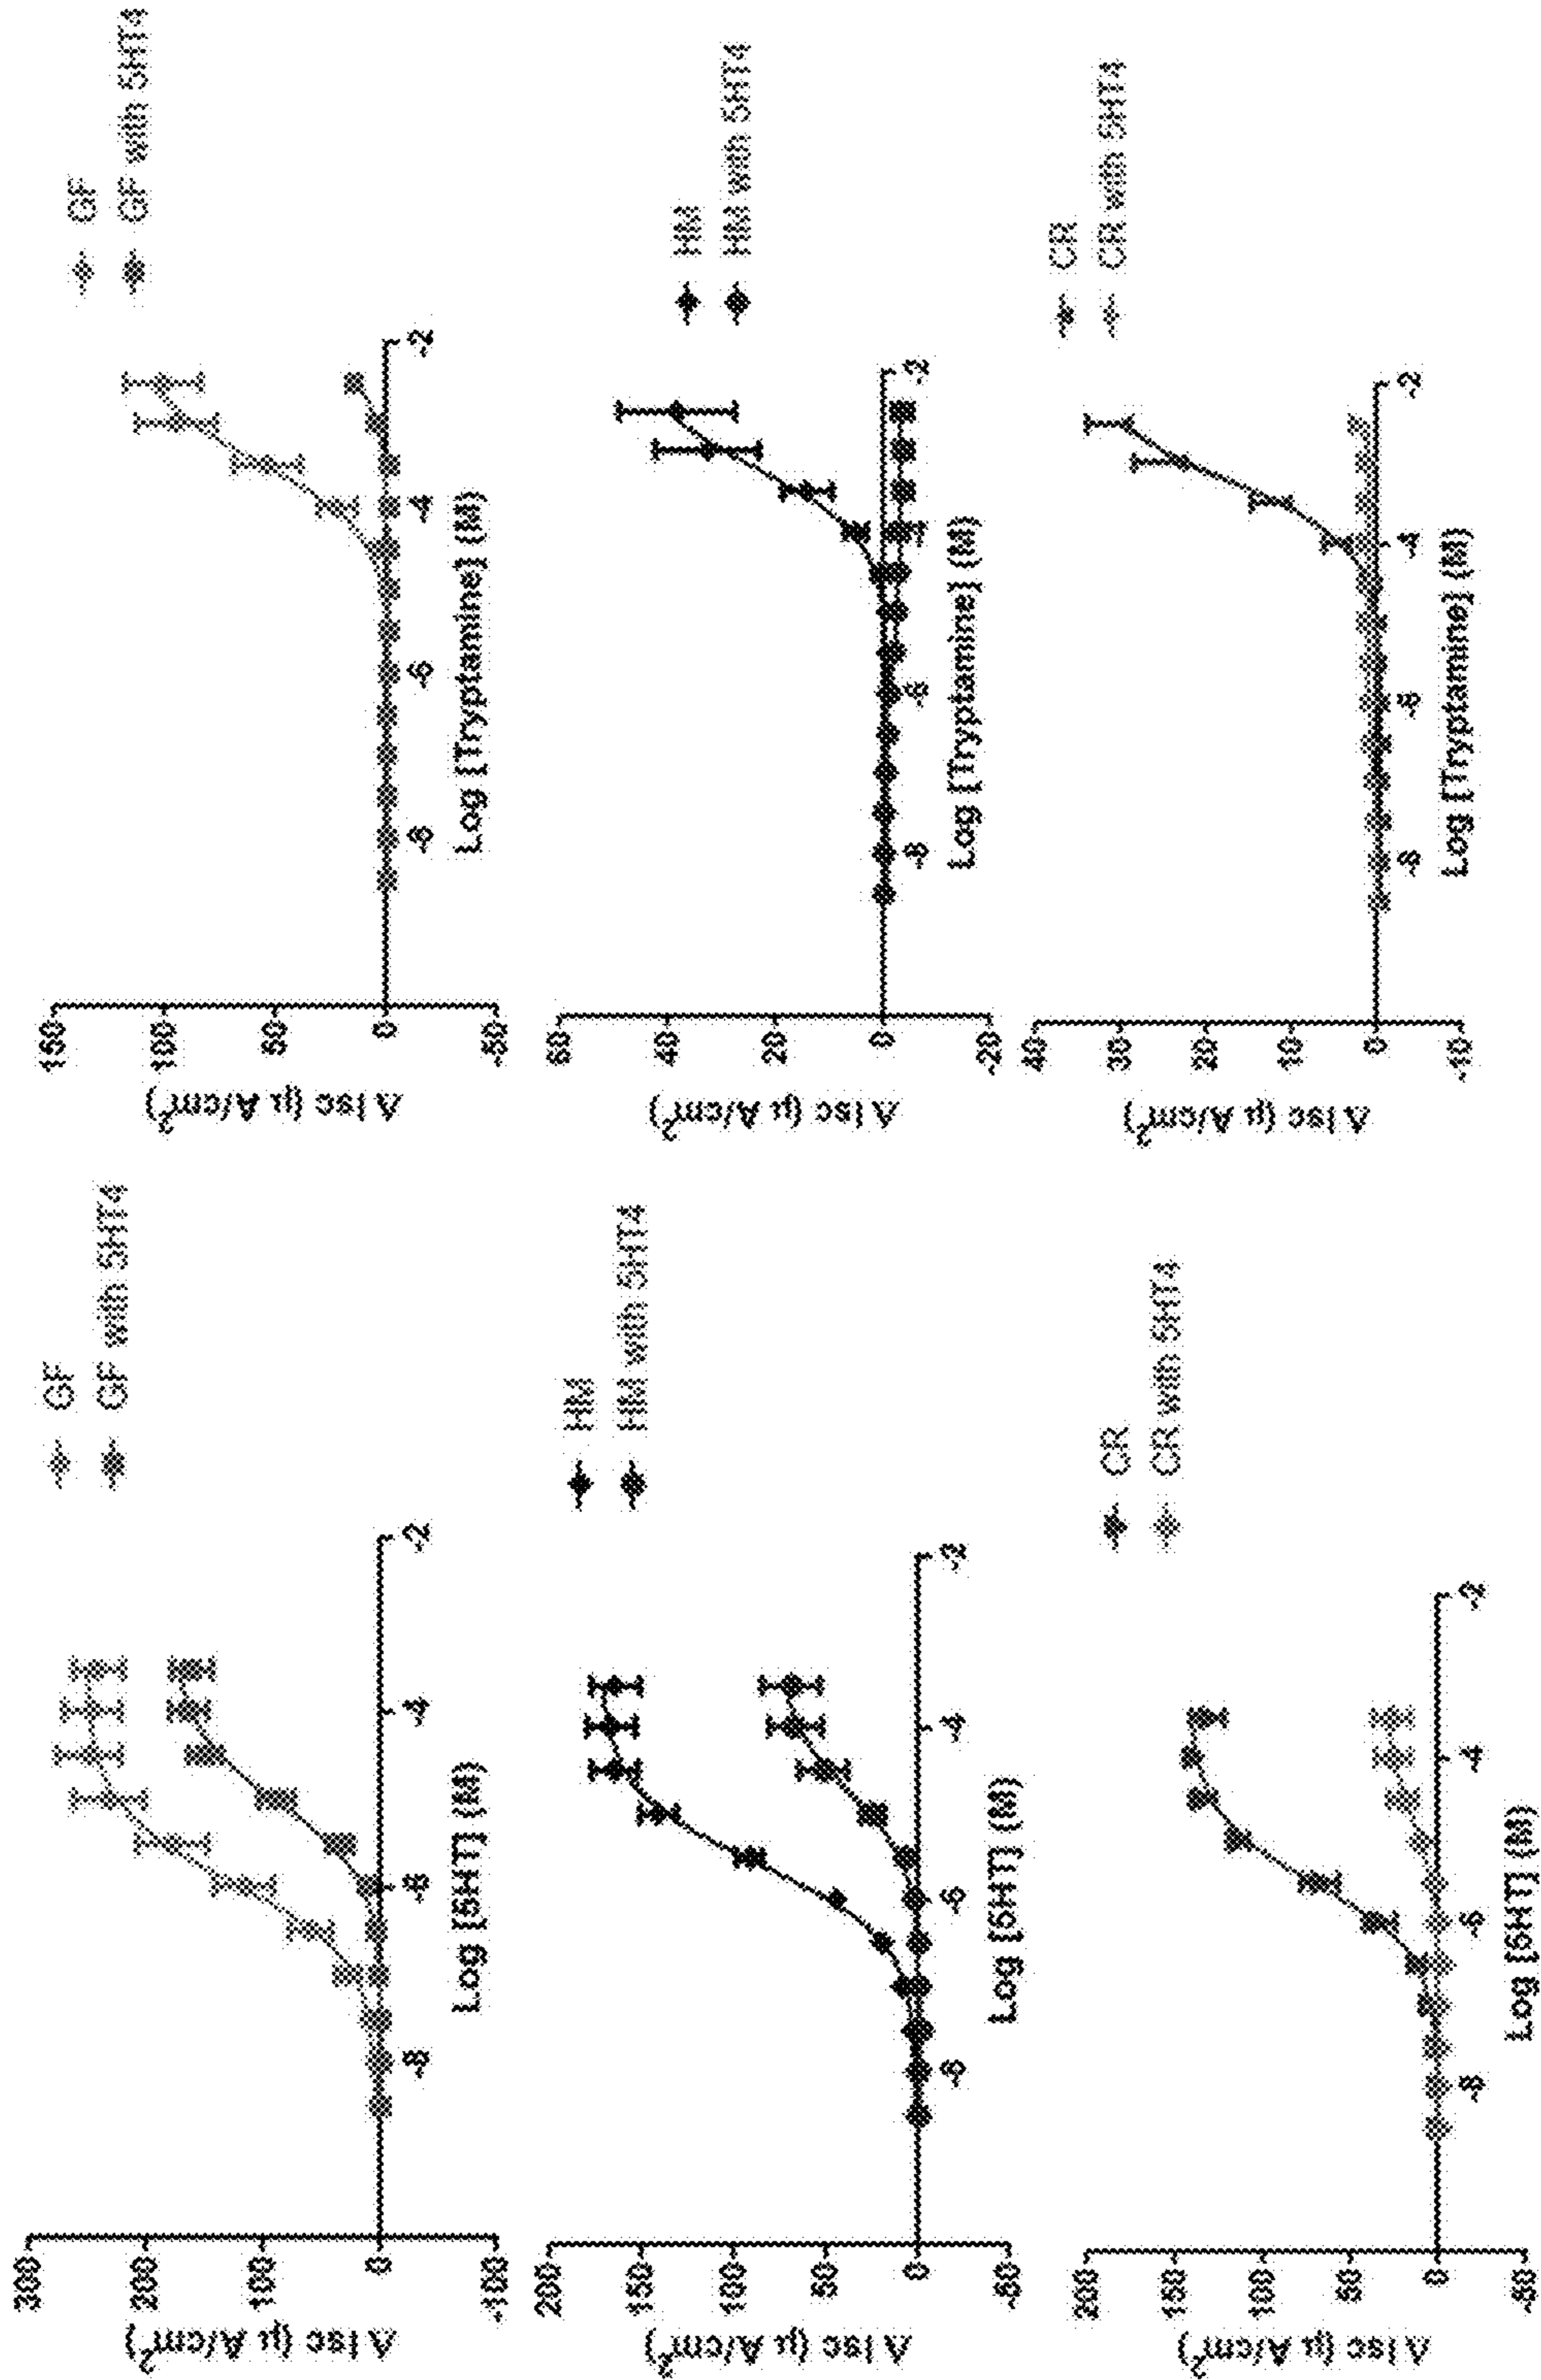 Δ Isc (μ A/cm²)
300
200
100
0
-100
-8
-6
-4
-2
Log [5HT] (M)
GF
GF with 5HT4
Δ Isc (μ A/cm²)
150
100
50
0
-50
-8
-6
-4
-2
Log [Tryptamine] (M)
GF
GF with 5HT4
Δ Isc (μ A/cm²)
200
150
100
50
0
-50
-8
-6
-4
-2
Log [5HT] (M)
HM
HM with 5HT4
Δ Isc (μ A/cm²)
60
40
20
0
-20
-8
-6
-4
-2
Log [Tryptamine] (M)
HM
HM with 5HT4
Δ Isc (μ A/cm²)
200
150
100
50
0
-50
-8
-6
-4
-2
Log [5HT] (M)
CR
CR with 5HT4
Δ Isc (μ A/cm²)
40
30
20
10
0
-10
-8
-6
-4
-2
Log [Tryptamine] (M)
CR
CR with 5HT4